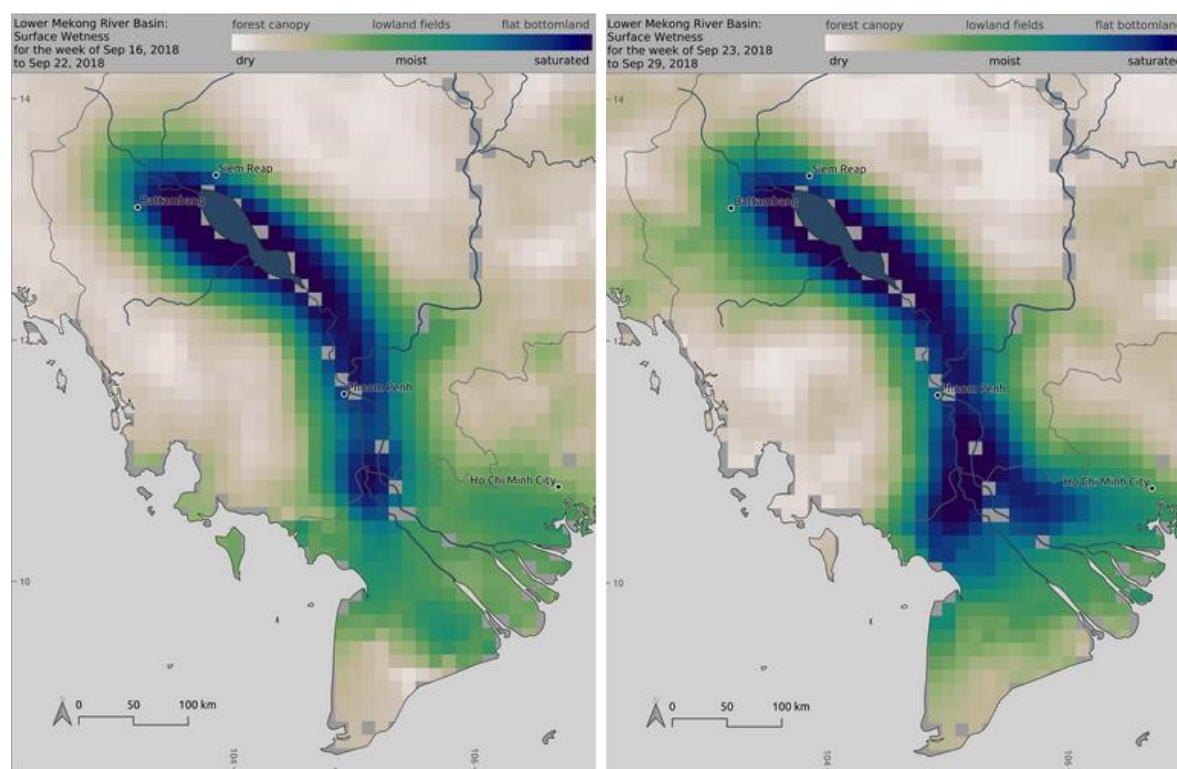 Lower Mekong River Basin:
Surface Wetness
for the week of Sep 16, 2018
to Sep 22, 2018
forest canopy lowland fields flat bottomland
dry moist saturated
14
Siem Reap
Battambang
12
Phnom Penh
Ho Chi Minh City
10
0 50 100 km
104
106
Lower Mekong River Basin:
Surface Wetness
for the week of Sep 23, 2018
to Sep 29, 2018
forest canopy lowland fields flat bottomland
dry moist saturated
14
Siem Reap
Battambang
12
Phnom Penh
Ho Chi Minh City
10
0 50 100 km
104
106